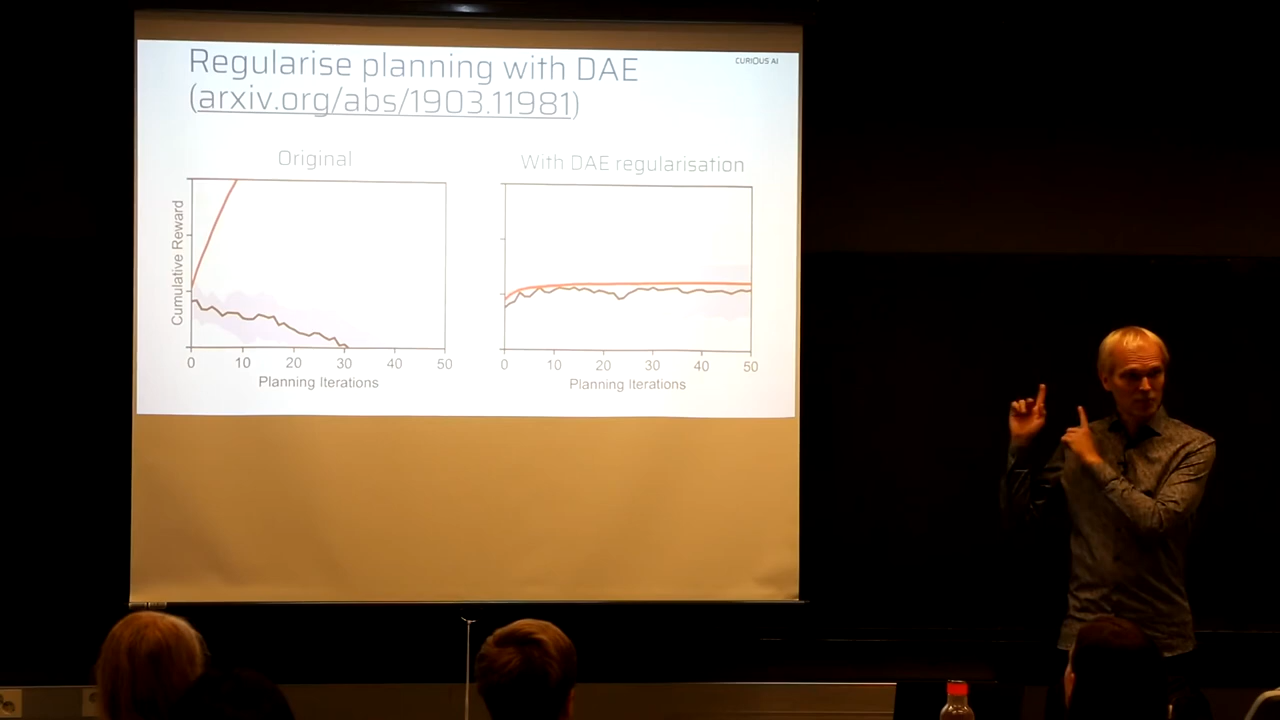 Regularise planning with DAE
(arxiv.org/abs/1903.11981)
CURIOUS AI
Original
With DAE regularisation
Cumulative Reward
0 10 20 30 40 50
Planning Iterations
0 10 20 30 40 50
Planning Iterations